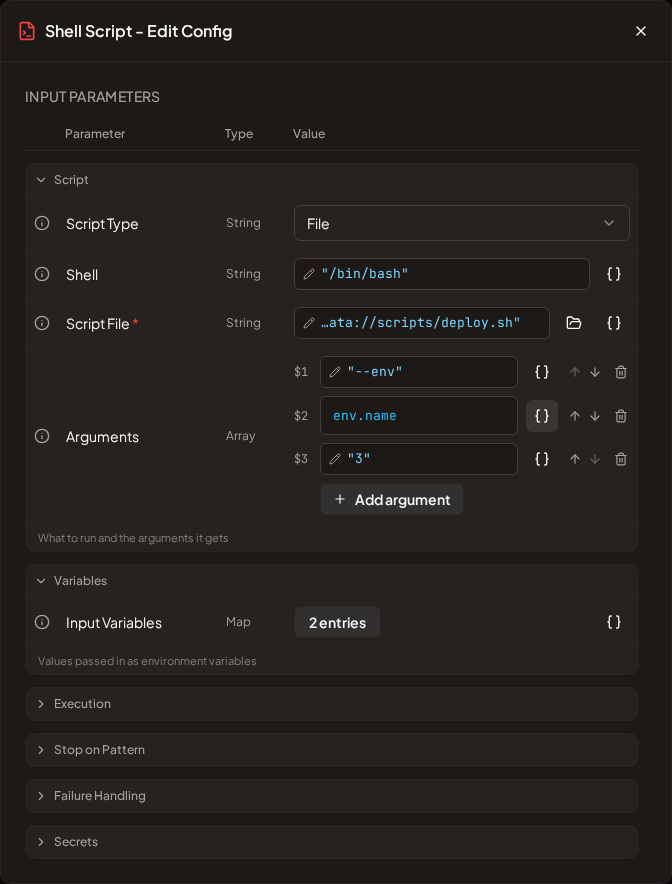 Shell Script - Edit Config
INPUT PARAMETERS
Parameter Type Value
Script
Script Type String File
Shell String "/bin/bash" {}
Script File * String …ata://scripts/deploy.sh" {}
$1 "--env" {}
$2 env.name {}
Arguments Array
$3 "3" {}
+ Add argument
What to run and the arguments it gets
Variables
Input Variables Map 2 entries {}
Values passed in as environment variables
Execution
Stop on Pattern
Failure Handling
Secrets